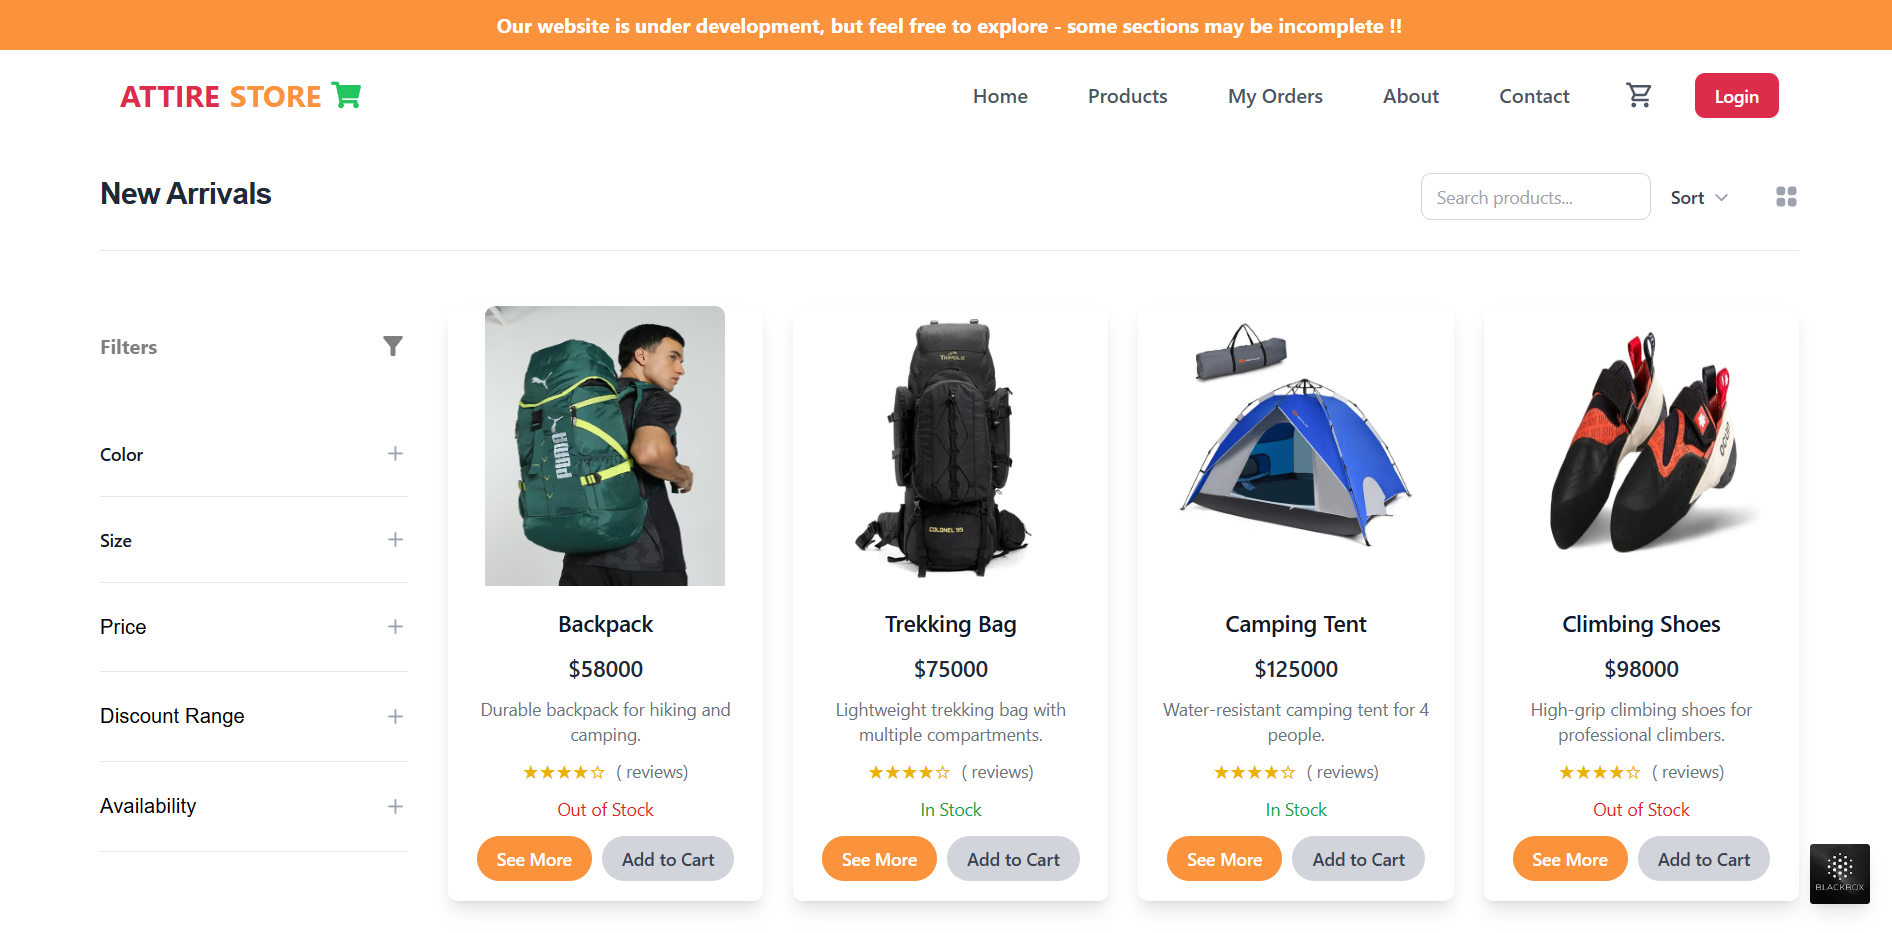 Our website is under development, but feel free to explore - some sections may be incomplete !!
ATTIRE STORE
Home
Products
My Orders
About
Contact
Login
New Arrivals
Search products...
Sort
Filters
Color
Size
Price
Discount Range
Availability
PUMA
Backpack
$58000
Durable backpack for hiking and
camping.
★★★★☆ ( reviews)
Out of Stock
See More
Add to Cart
TRIPOLE
COLONEL 95
Trekking Bag
$75000
Lightweight trekking bag with
multiple compartments.
★★★★☆ ( reviews)
In Stock
See More
Add to Cart
Camping Tent
$125000
Water-resistant camping tent for 4
people.
★★★★☆ ( reviews)
In Stock
See More
Add to Cart
Climbing Shoes
$98000
High-grip climbing shoes for
professional climbers.
★★★★☆ ( reviews)
Out of Stock
See More
Add to Cart
BLACKBOX